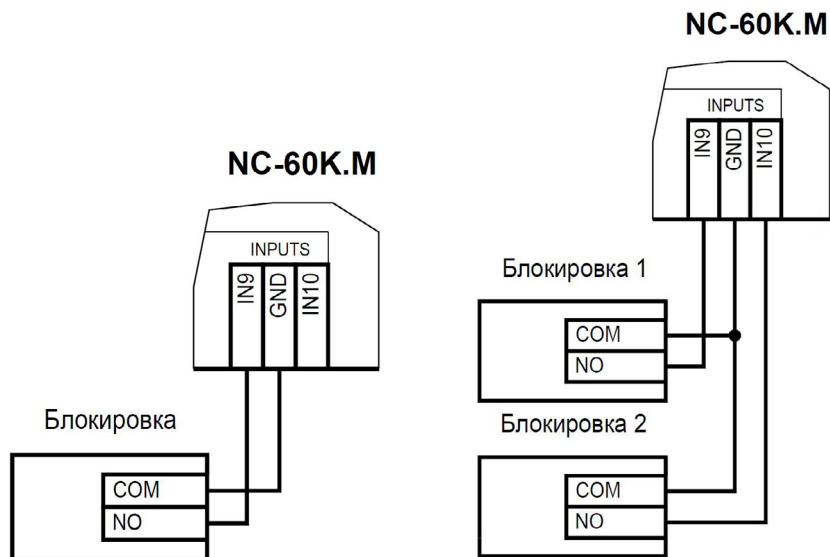 NC-60K.M
INPUTS
IN9
GND
IN10
Блокировка
COM
NO
NC-60K.M
INPUTS
IN9
GND
IN10
Блокировка 1
COM
NO
Блокировка 2
COM
NO